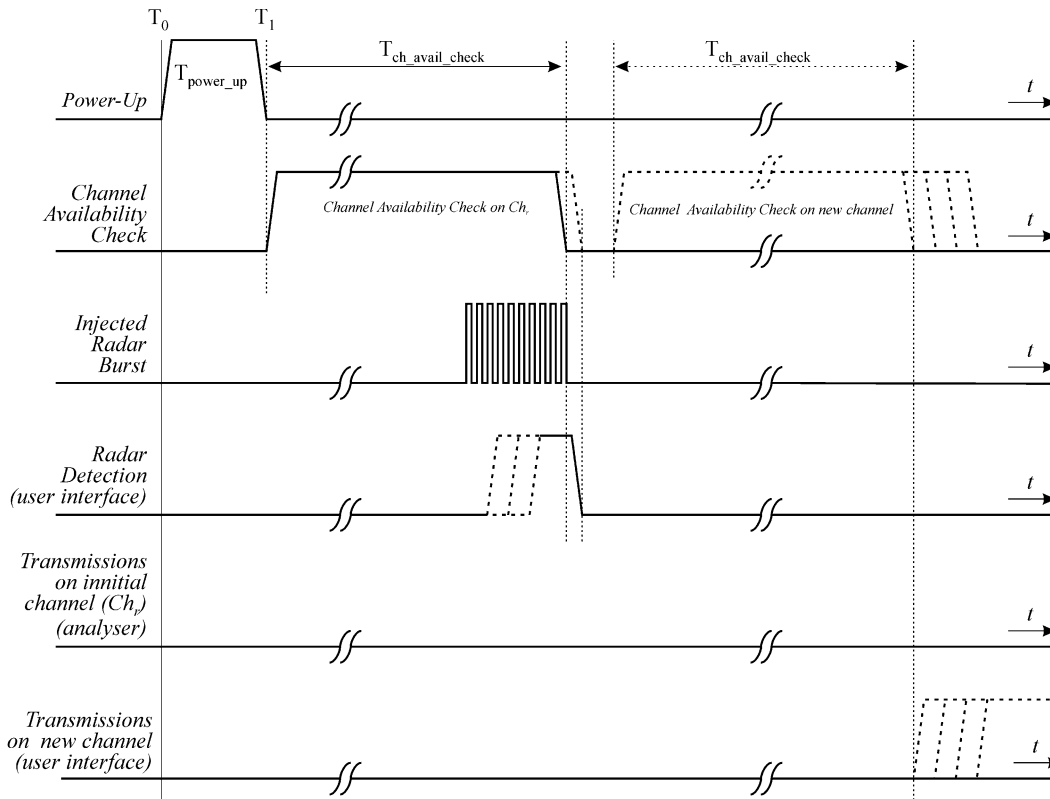 T0 T1
Tch_avail_check Tch_avail_check
Tpower_up
Power-Up
t
Channel
Availability
Check
Channel Availability Check on Chr
Channel Availability Check on new channel
t
Injected
Radar
Burst
t
Radar
Detection
(user interface)
t
Transmissions
on innitial
channel (Chr)
(analyser)
t
Transmissions
on new channel
(user interface)
t